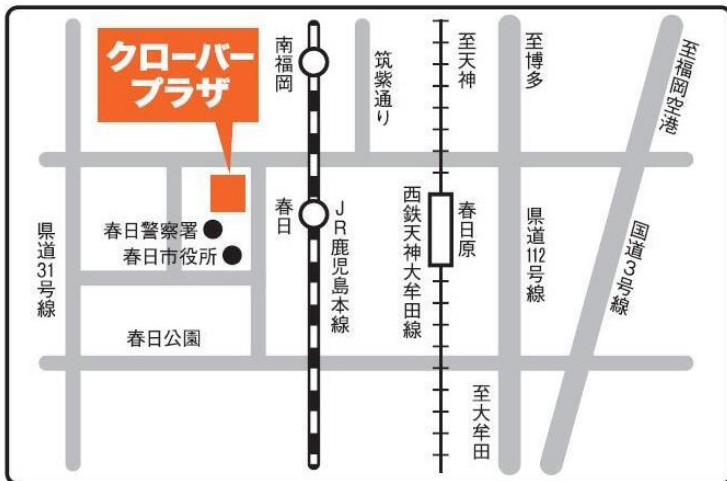 クローバー
プラザ
南福岡
筑紫通り
至天神
至博多
至福岡空港
県道31号線
春日警察署
春日市役所
春日
JR鹿児島本線
西鉄天神大牟田線
春日原
県道112号線
国道3号線
春日公園
至大牟田